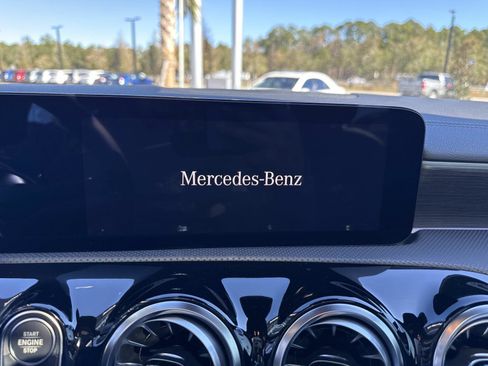 Mercedes-Benz
START
ENGINE
STOP